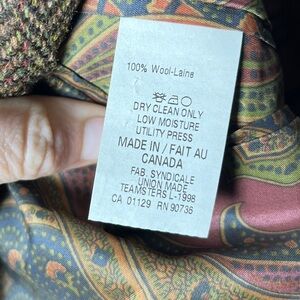 100% Wool-Laine
DRY CLEAN ONLY
LOW MOISTURE
UTILITY PRESS
MADE IN / FAIT AU
CANADA
FAB. SYNDICALE
UNION MADE
TEAMSTERS L-1998
CA 01129 RN 90736